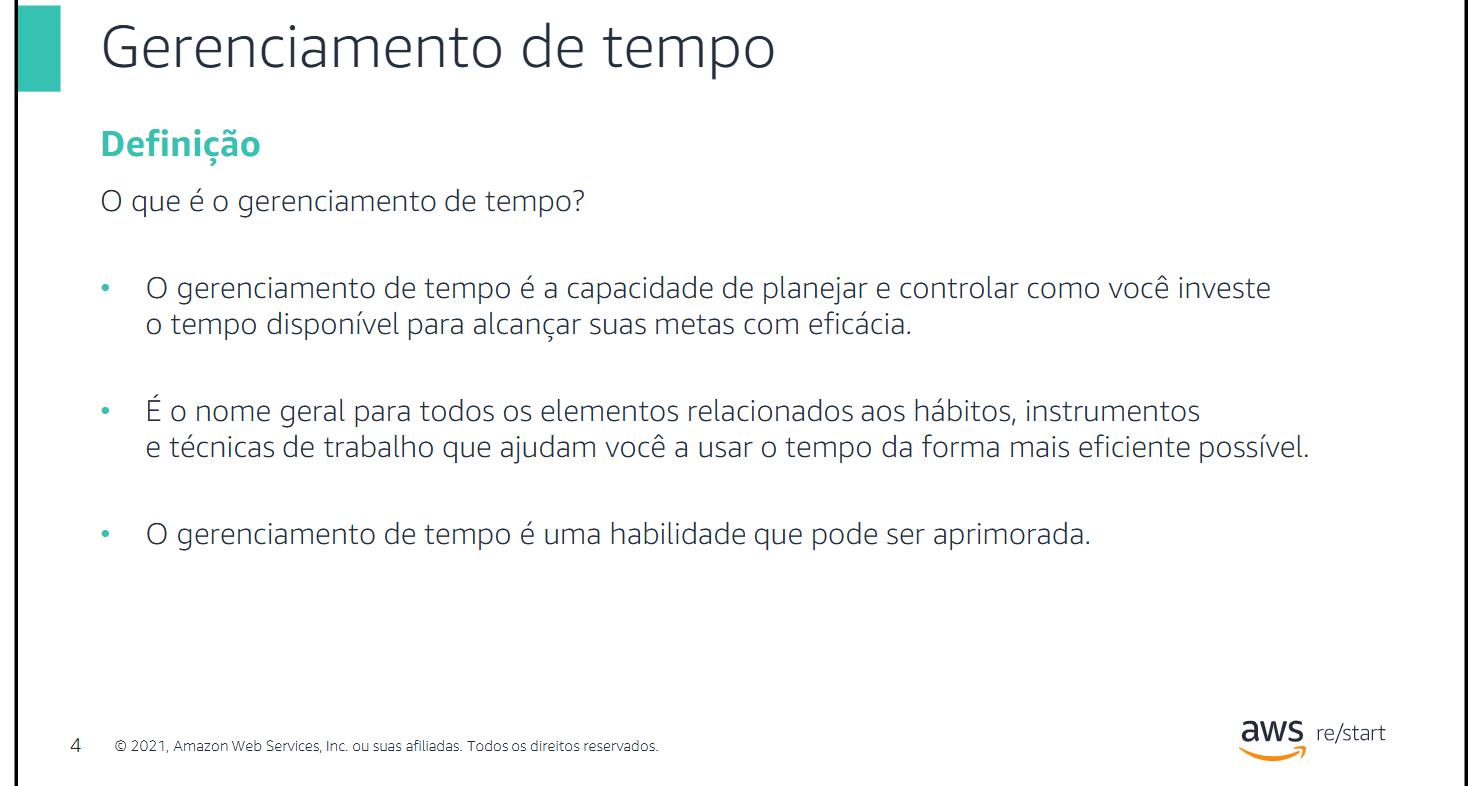 Gerenciamento de tempo
Definição
O que é o gerenciamento de tempo?
• O gerenciamento de tempo é a capacidade de planejar e controlar como você investe
o tempo disponível para alcançar suas metas com eficácia.
• É o nome geral para todos os elementos relacionados aos hábitos, instrumentos
e técnicas de trabalho que ajudam você a usar o tempo da forma mais eficiente possível.
• O gerenciamento de tempo é uma habilidade que pode ser aprimorada.
4 © 2021, Amazon Web Services, Inc. ou suas afiliadas. Todos os direitos reservados.
aws re/start